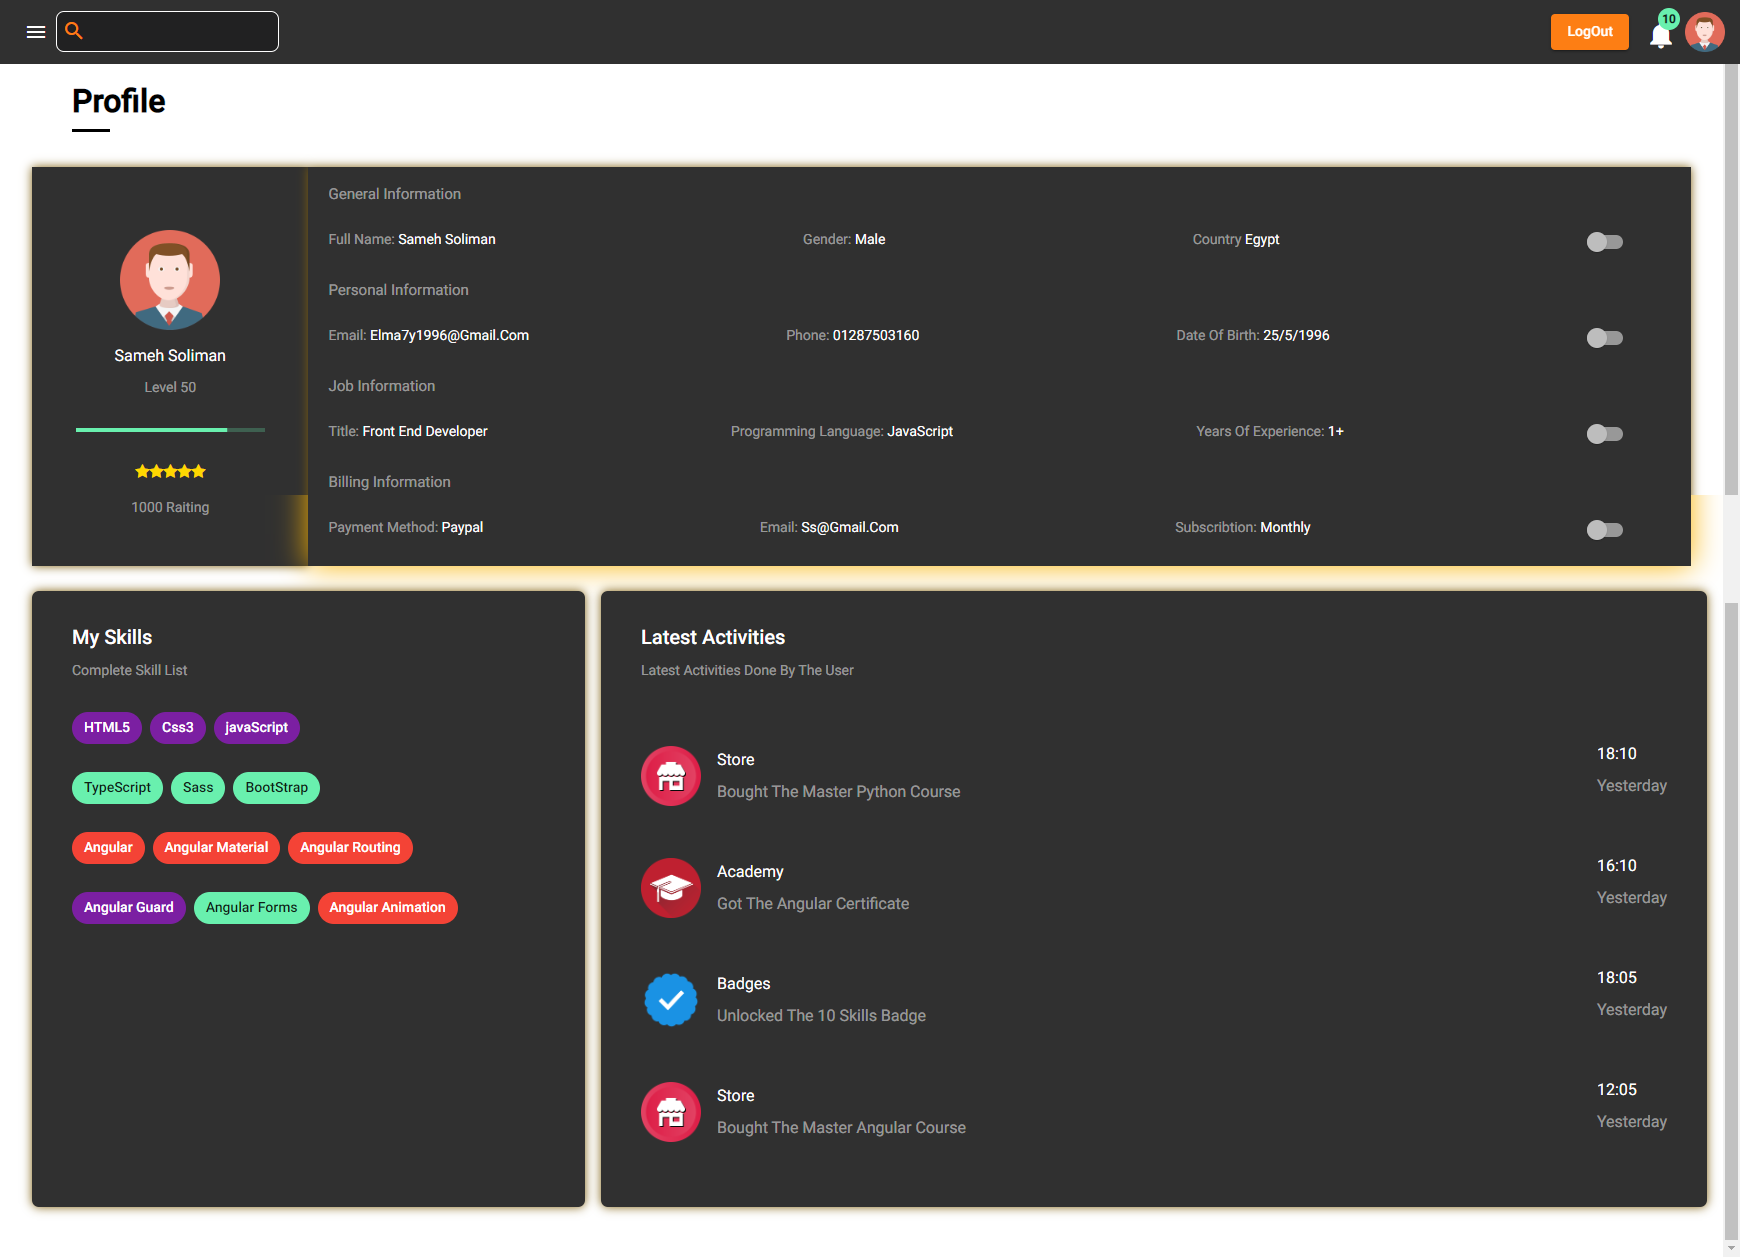 LogOut
10
Profile
Sameh Soliman
Level 50
1000 Raiting
General Information
Full Name: Sameh Soliman Gender: Male Country Egypt
Personal Information
Email: Elma7y1996@Gmail.Com Phone: 01287503160 Date Of Birth: 25/5/1996
Job Information
Title: Front End Developer Programming Language: JavaScript Years Of Experience: 1+
Billing Information
Payment Method: Paypal Email: Ss@Gmail.Com Subscribtion: Monthly
My Skills
Complete Skill List
HTML5 Css3 javaScript
TypeScript Sass BootStrap
Angular Angular Material Angular Routing
Angular Guard Angular Forms Angular Animation
Latest Activities
Latest Activities Done By The User
Store 18:10
Bought The Master Python Course Yesterday
Academy 16:10
Got The Angular Certificate Yesterday
Badges 18:05
Unlocked The 10 Skills Badge Yesterday
Store 12:05
Bought The Master Angular Course Yesterday